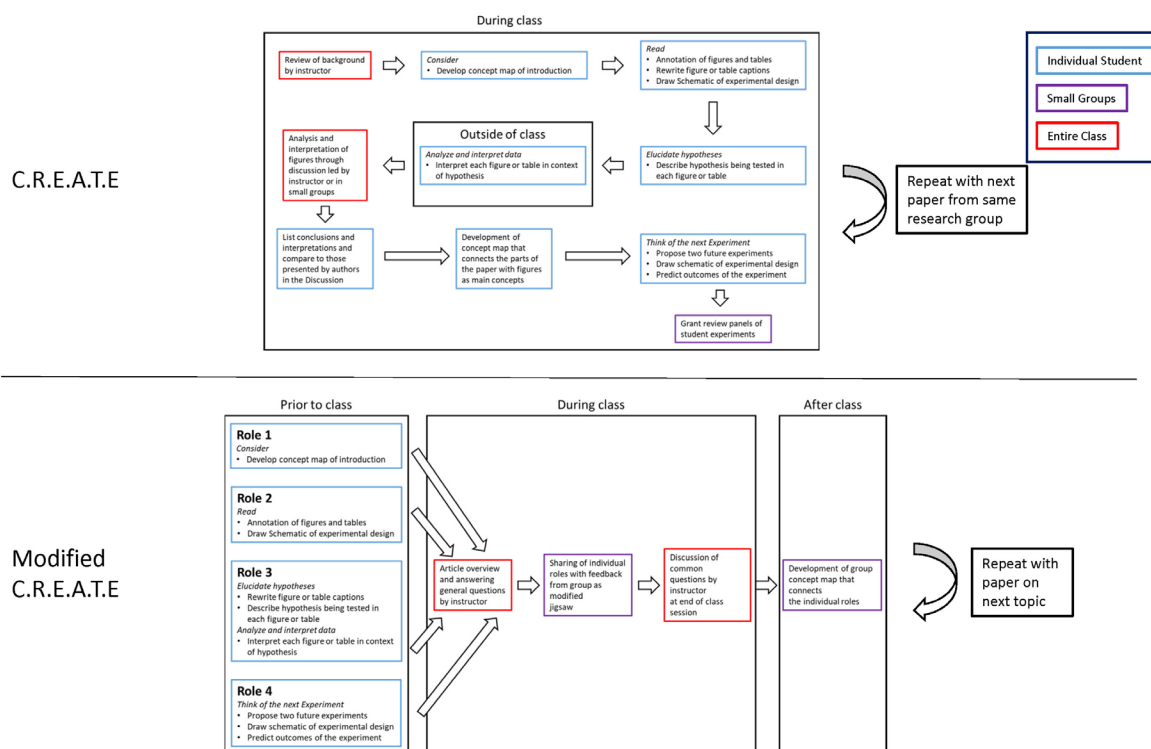 During class
Review of background
by instructor
Consider
• Develop concept map of introduction
Read
• Annotation of figures and tables
• Rewrite figure or table captions
• Draw Schematic of experimental design
Individual Student
Small Groups
Entire Class
C.R.E.A.T.E
Analysis and
interpretation of
figures through
discussion led by
instructor or in
small groups
Outside of class
Analyze and interpret data
• Interpret each figure or table in context
of hypothesis
Elucidate hypotheses
• Describe hypothesis being tested in
each figure or table
Repeat with next
paper from same
research group
List conclusions and
interpretations and
compare to those
presented by authors
in the Discussion
Development of
concept map that
connects the parts of
the paper with figures
as main concepts
Think of the next Experiment
• Propose two future experiments
• Draw schematic of experimental design
• Predict outcomes of the experiment
Grant review panels of
student experiments
Prior to class
During class
After class
Modified
C.R.E.A.T.E
Role 1
Consider
• Develop concept map of introduction
Role 2
Read
• Annotation of figures and tables
• Draw Schematic of experimental design
Role 3
Elucidate hypotheses
• Rewrite figure or table captions
• Describe hypothesis being tested in
each figure or table
Analyze and interpret data
• Interpret each figure or table in context
of hypothesis
Role 4
Think of the next Experiment
• Propose two future experiments
• Draw schematic of experimental design
• Predict outcomes of the experiment
Article overview
and answering
general questions
by instructor
Sharing of individual
roles with feedback
from group as
modified
jigsaw
Discussion of
common
questions by
instructor
at end of class
session
Development of group
concept map that
connects
the individual roles
Repeat with
paper on
next topic